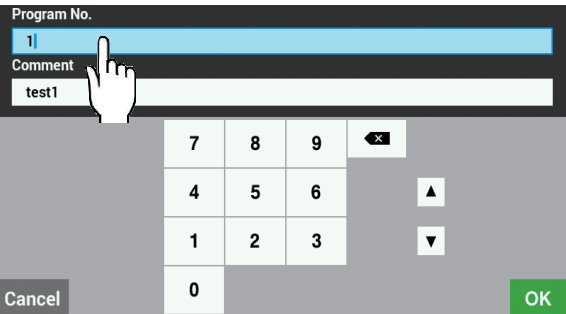 Program No.
1
Comment
test1
7 8 9
4 5 6
1 2 3
0
Cancel
OK